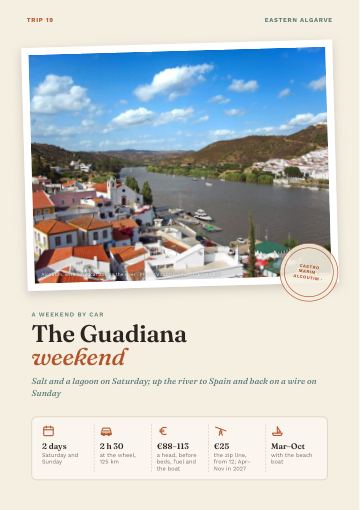 TRIP 19
EASTERN ALGARVE
CASTRO
MARIM ·
ALCOUTIM ·
A WEEKEND BY CAR
The Guadiana
weekend
Salt and a lagoon on Saturday; up the river to Spain and back on a wire on
Sunday
2 days
Saturday and
Sunday
2 h 30
at the wheel,
125 km
€88–113
a head, before
beds, fuel and
the boat
€25
the zip line,
from 12; Apr–
Nov in 2027
Mar–Oct
with the beach
boat